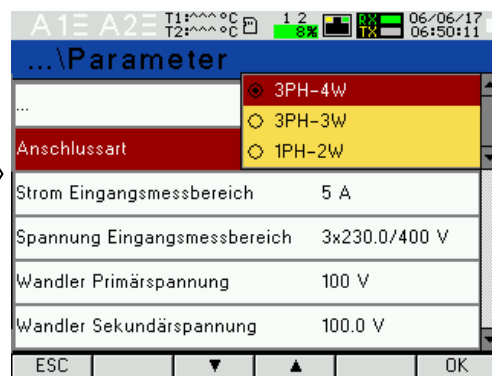 A1 A2 T1:^^^°C 1 2 RX 06/06/17
T2:^^^°C 8% TX 06:50:11
...\Parameter
3PH-4W
...
3PH-3W
Anschlussart
1PH-2W
Strom Eingangsmessbereich 5 A
Spannung Eingangsmessbereich 3x230.0/400 V
Wandler Primärspannung 100 V
Wandler Sekundärspannung 100.0 V
ESC ▼ ▲ OK